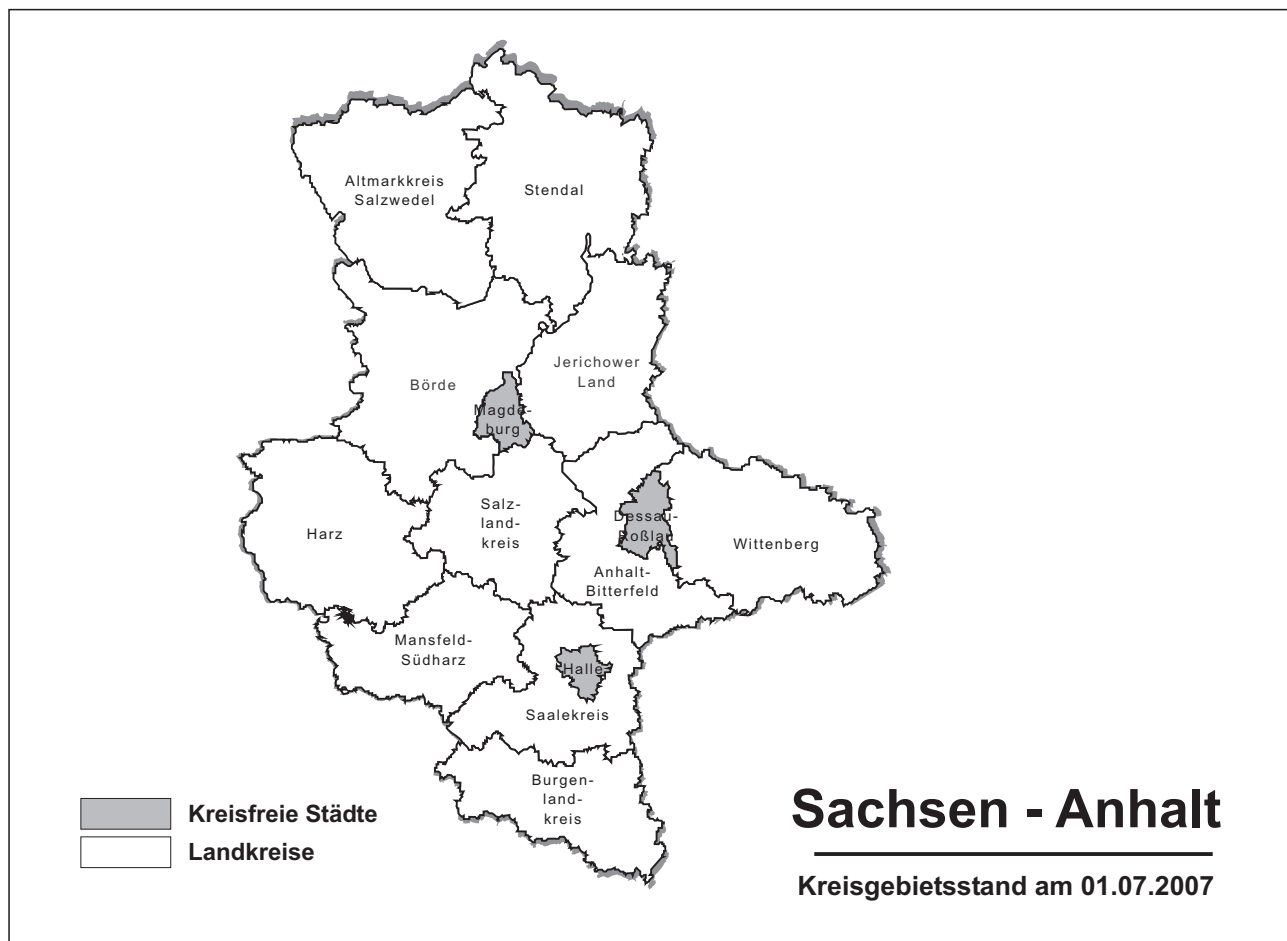 Altmarkkreis
Salzwedel
Stendal
Jerichower
Land
Börde
Magde-
burg
Salz-
land-
kreis
Harz
Dessau-
Roßlau
Wittenberg
Anhalt-
Bitterfeld
Mansfeld-
Südharz
Halle
Saalekreis
Burgen-
land-
kreis
Kreisfreie Städte
Landkreise
Sachsen - Anhalt
Kreisgebietsstand am 01.07.2007